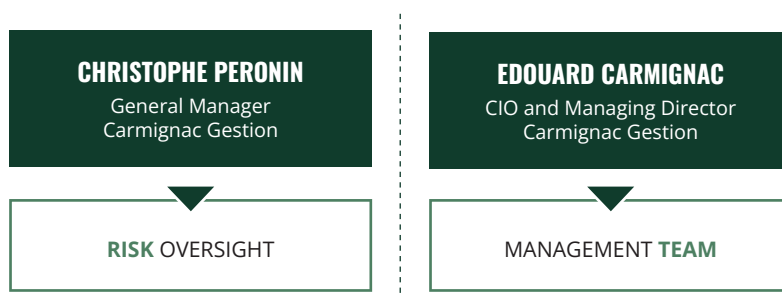 CHRISTOPHE PERONIN
General Manager
Carmignac Gestion
RISK OVERSIGHT
EDOUARD CARMIGNAC
CIO and Managing Director
Carmignac Gestion
MANAGEMENT TEAM